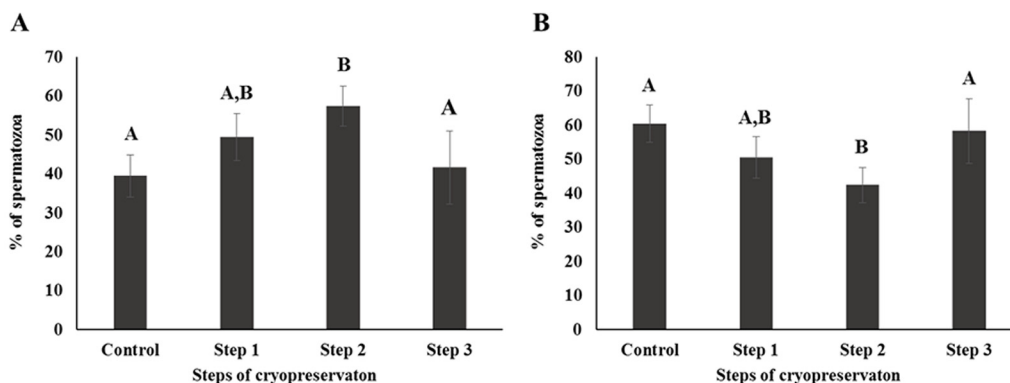 A
% of spermatozoa
70
60
50
40
30
20
10
0
A
A,B
B
A
Control Step 1 Step 2 Step 3
Steps of cryopreservaton
B
% of spermatozoa
80
70
60
50
40
30
20
10
0
A
A,B
B
A
Control Step 1 Step 2 Step 3
Steps of cryopreservaton